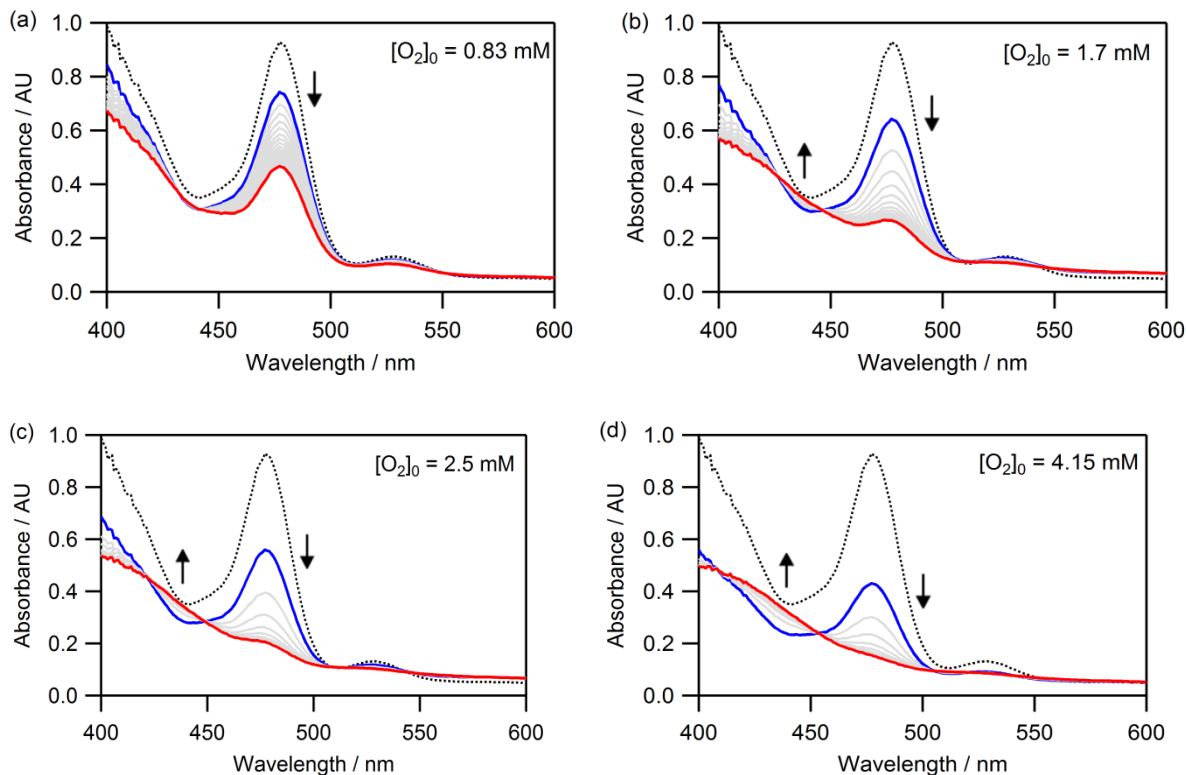 (a)
[O₂]₀ = 0.83 mM
Absorbance / AU
1.0
0.8
0.6
0.4
0.2
0.0
400 450 500 550 600
Wavelength / nm
(b)
[O₂]₀ = 1.7 mM
Absorbance / AU
1.0
0.8
0.6
0.4
0.2
0.0
400 450 500 550 600
Wavelength / nm
(c)
[O₂]₀ = 2.5 mM
Absorbance / AU
1.0
0.8
0.6
0.4
0.2
0.0
400 450 500 550 600
Wavelength / nm
(d)
[O₂]₀ = 4.15 mM
Absorbance / AU
1.0
0.8
0.6
0.4
0.2
0.0
400 450 500 550 600
Wavelength / nm